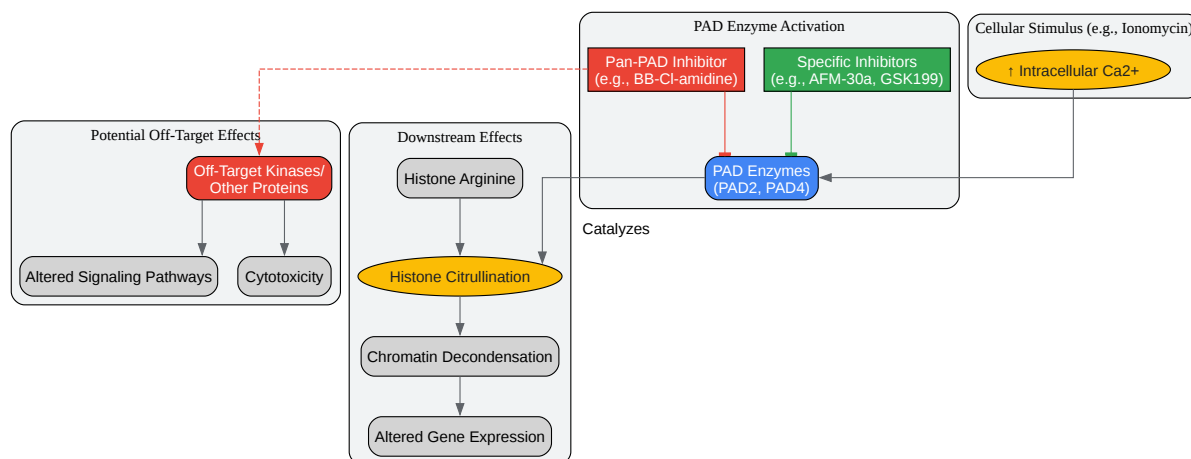 PAD Enzyme Activation
Cellular Stimulus (e.g., Ionomycin)
Pan-PAD Inhibitor
(e.g., BB-Cl-amidine)
Specific Inhibitors
(e.g., AFM-30a, GSK199)
↑ Intracellular Ca2+
Potential Off-Target Effects
Downstream Effects
Off-Target Kinases/
Other Proteins
Histone Arginine
PAD Enzymes
(PAD2, PAD4)
Catalyzes
Altered Signaling Pathways
Cytotoxicity
Histone Citrullination
Chromatin Decondensation
Altered Gene Expression